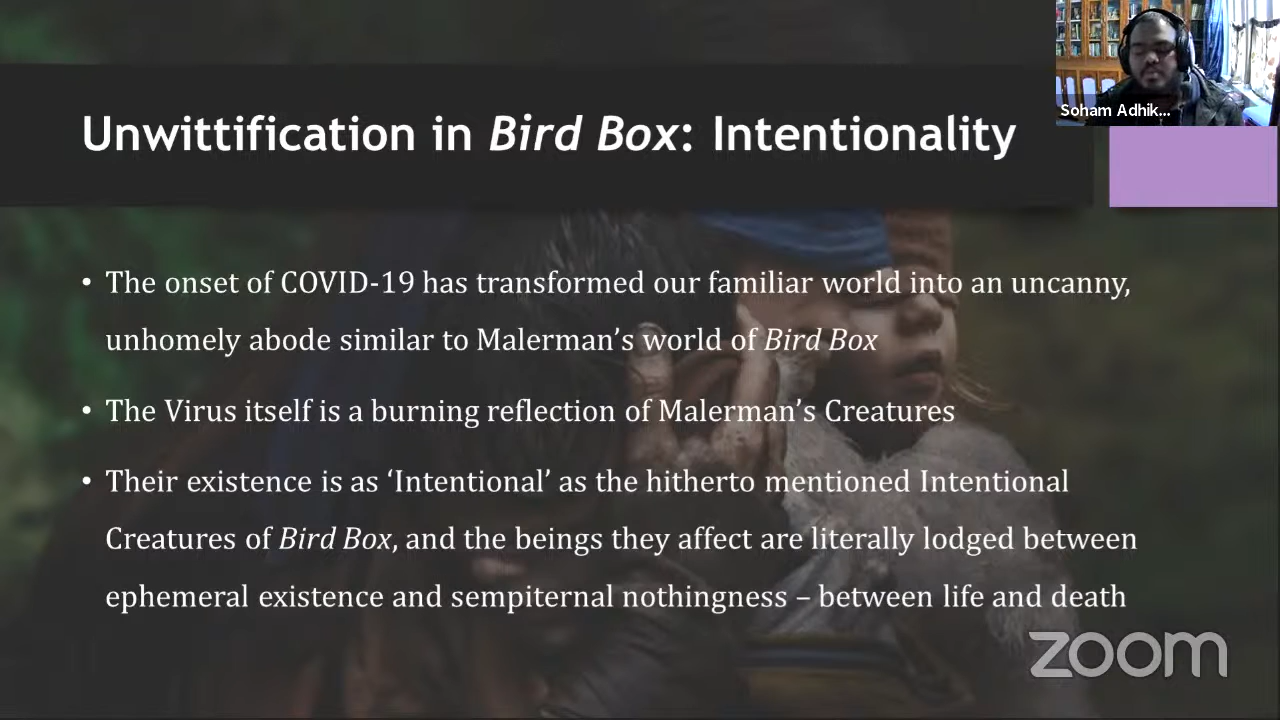 Soham Adhik...
Unwittification in Bird Box: Intentionality
• The onset of COVID-19 has transformed our familiar world into an uncanny,
unhomely abode similar to Malerman’s world of Bird Box
• The Virus itself is a burning reflection of Malerman’s Creatures
• Their existence is as ‘Intentional’ as the hitherto mentioned Intentional
Creatures of Bird Box, and the beings they affect are literally lodged between
ephemeral existence and sempiternal nothingness – between life and death
zoom